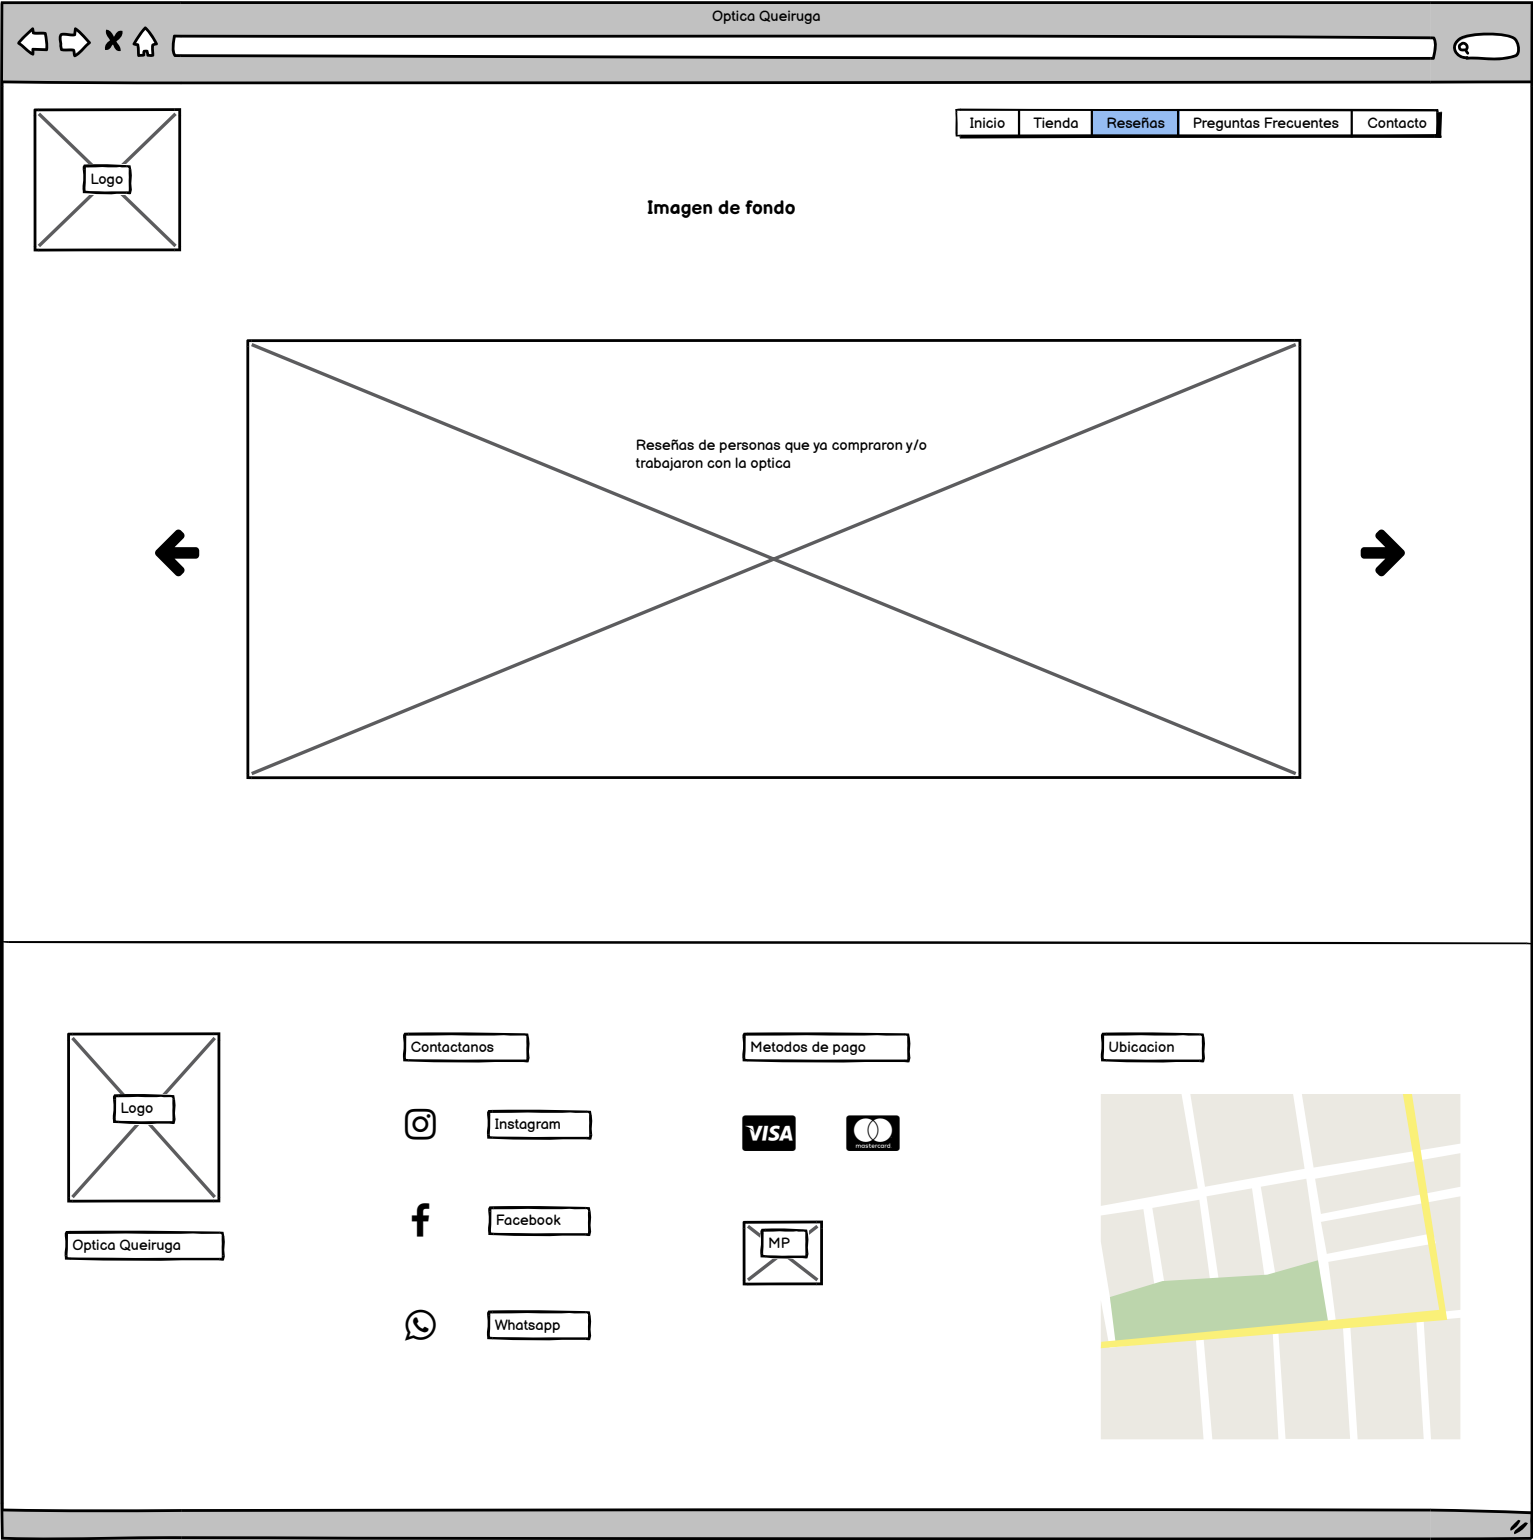 Optica Queiruga
Logo
Inicio
Tienda
Reseñas
Preguntas Frecuentes
Contacto
Imagen de fondo
Reseñas de personas que ya compraron y/o
trabajaron con la optica
Logo
Optica Queiruga
Contactanos
Instagram
Facebook
Whatsapp
Metodos de pago
VISA
mastercard
MP
Ubicacion